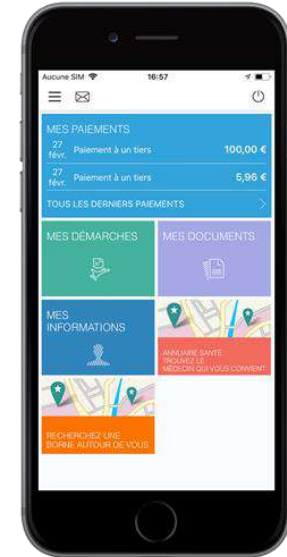 Aucune SIM 16:57
MES PAIEMENTS
27 févr. Paiement à un tiers 100,00 €
27 févr. Paiement à un tiers 5,96 €
TOUS LES DERNIERS PAIEMENTS
MES DÉMARCHES
MES DOCUMENTS
MES
INFORMATIONS
ANNUAIRE SANTÉ
TROUVEZ LE
MÉDECIN QUI VOUS CONVIENT
RECHERCHEZ UNE
BORNE AUTOUR DE VOUS